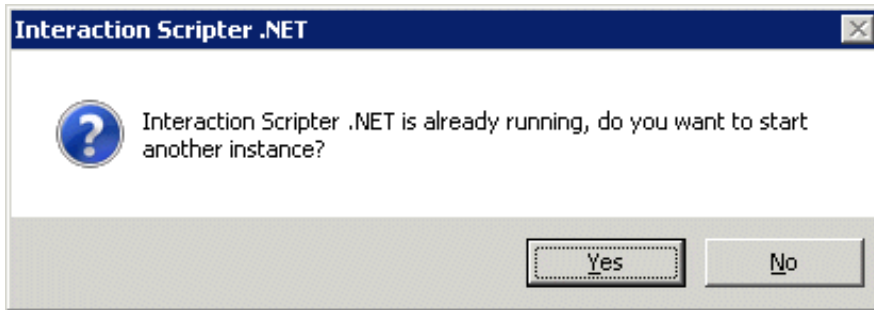 Interaction Scripter .NET
Interaction Scripter .NET is already running, do you want to start
another instance?
Yes
No